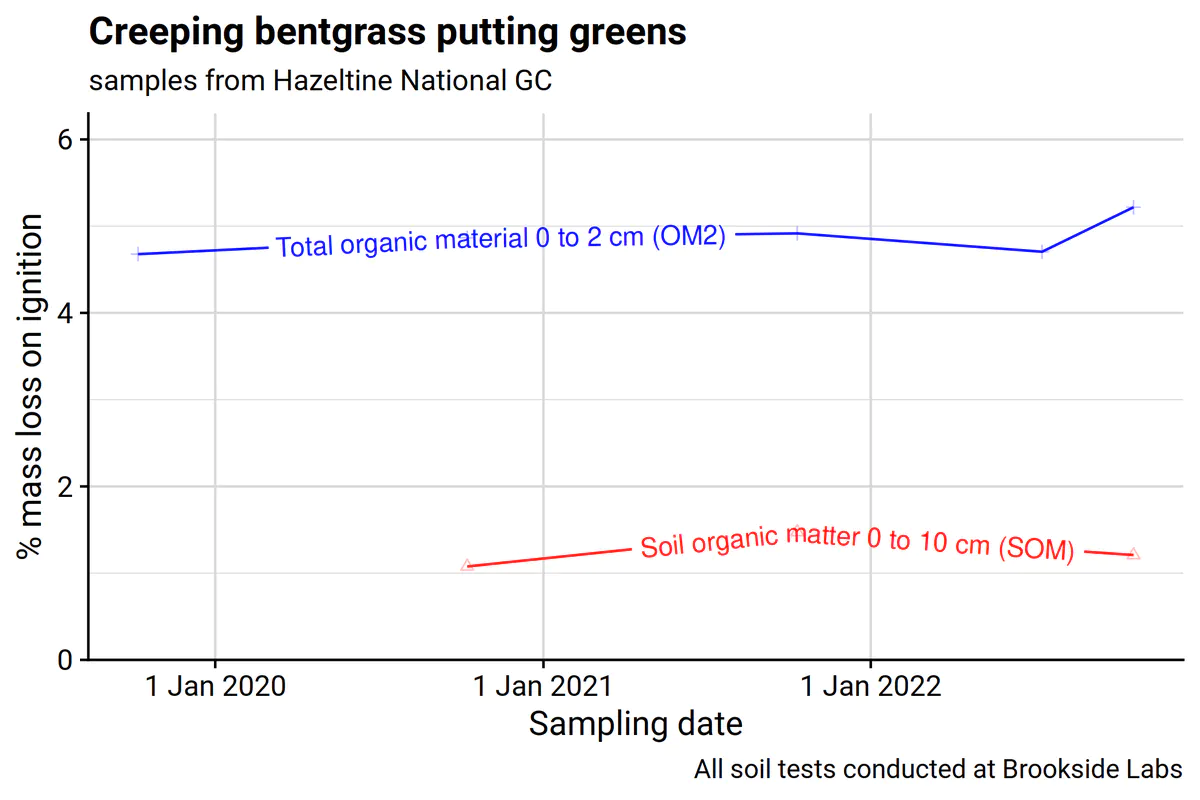 Creeping bentgrass putting greens
samples from Hazeltine National GC
% mass loss on ignition
6
4
2
0
Total organic material 0 to 2 cm (OM2)
Soil organic matter 0 to 10 cm (SOM)
1 Jan 2020
1 Jan 2021
1 Jan 2022
Sampling date
All soil tests conducted at Brookside Labs